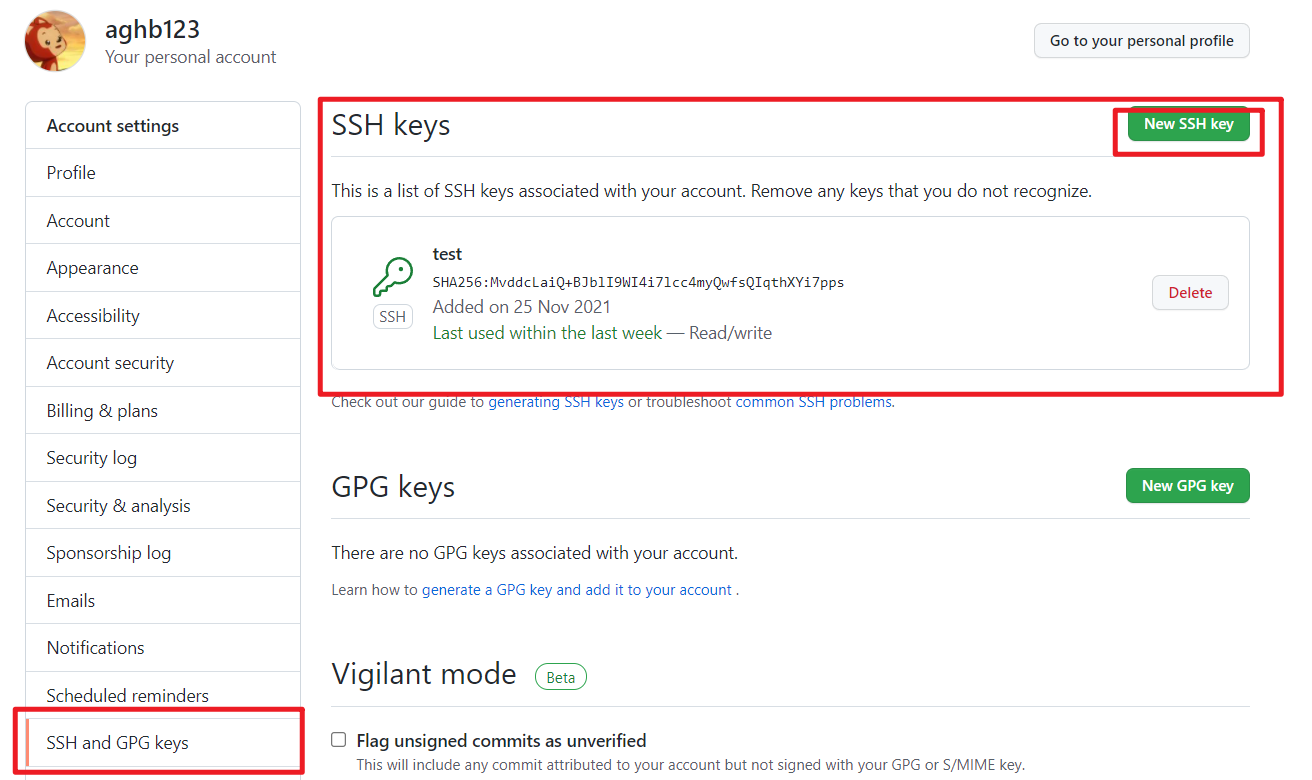 aghb123
Your personal account
Go to your personal profile
Account settings
Profile
Account
Appearance
Accessibility
Account security
Billing & plans
Security log
Security & analysis
Sponsorship log
Emails
Notifications
Scheduled reminders
SSH and GPG keys
SSH keys
New SSH key
This is a list of SSH keys associated with your account. Remove any keys that you do not recognize.
test
SHA256:MvddcLaiQ+BJblI9WI4i7lcc4myQwfsQIqthXYi7pps
SSH
Added on 25 Nov 2021
Last used within the last week — Read/write
Delete
Check out our guide to generating SSH keys or troubleshoot common SSH problems.
GPG keys
New GPG key
There are no GPG keys associated with your account.
Learn how to generate a GPG key and add it to your account .
Vigilant mode Beta
Flag unsigned commits as unverified
This will include any commit attributed to your account but not signed with your GPG or S/MIME key.